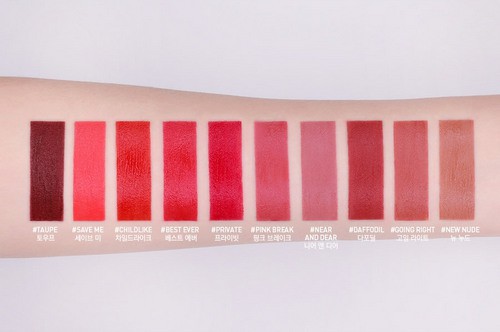 #TAUPE
토우프
#SAVE ME
세이브 미
#CHILDLIKE
차일드라이크
#BEST EVER
베스트 에버
#PRIVATE
프라이빗
#PINK BREAK
핑크 브레이크
#NEAR
AND DEAR
니어 앤 디어
#DAFFODIL
다포딜
#GOING RIGHT
고잉 라이트
#NEW NUDE
뉴 누드